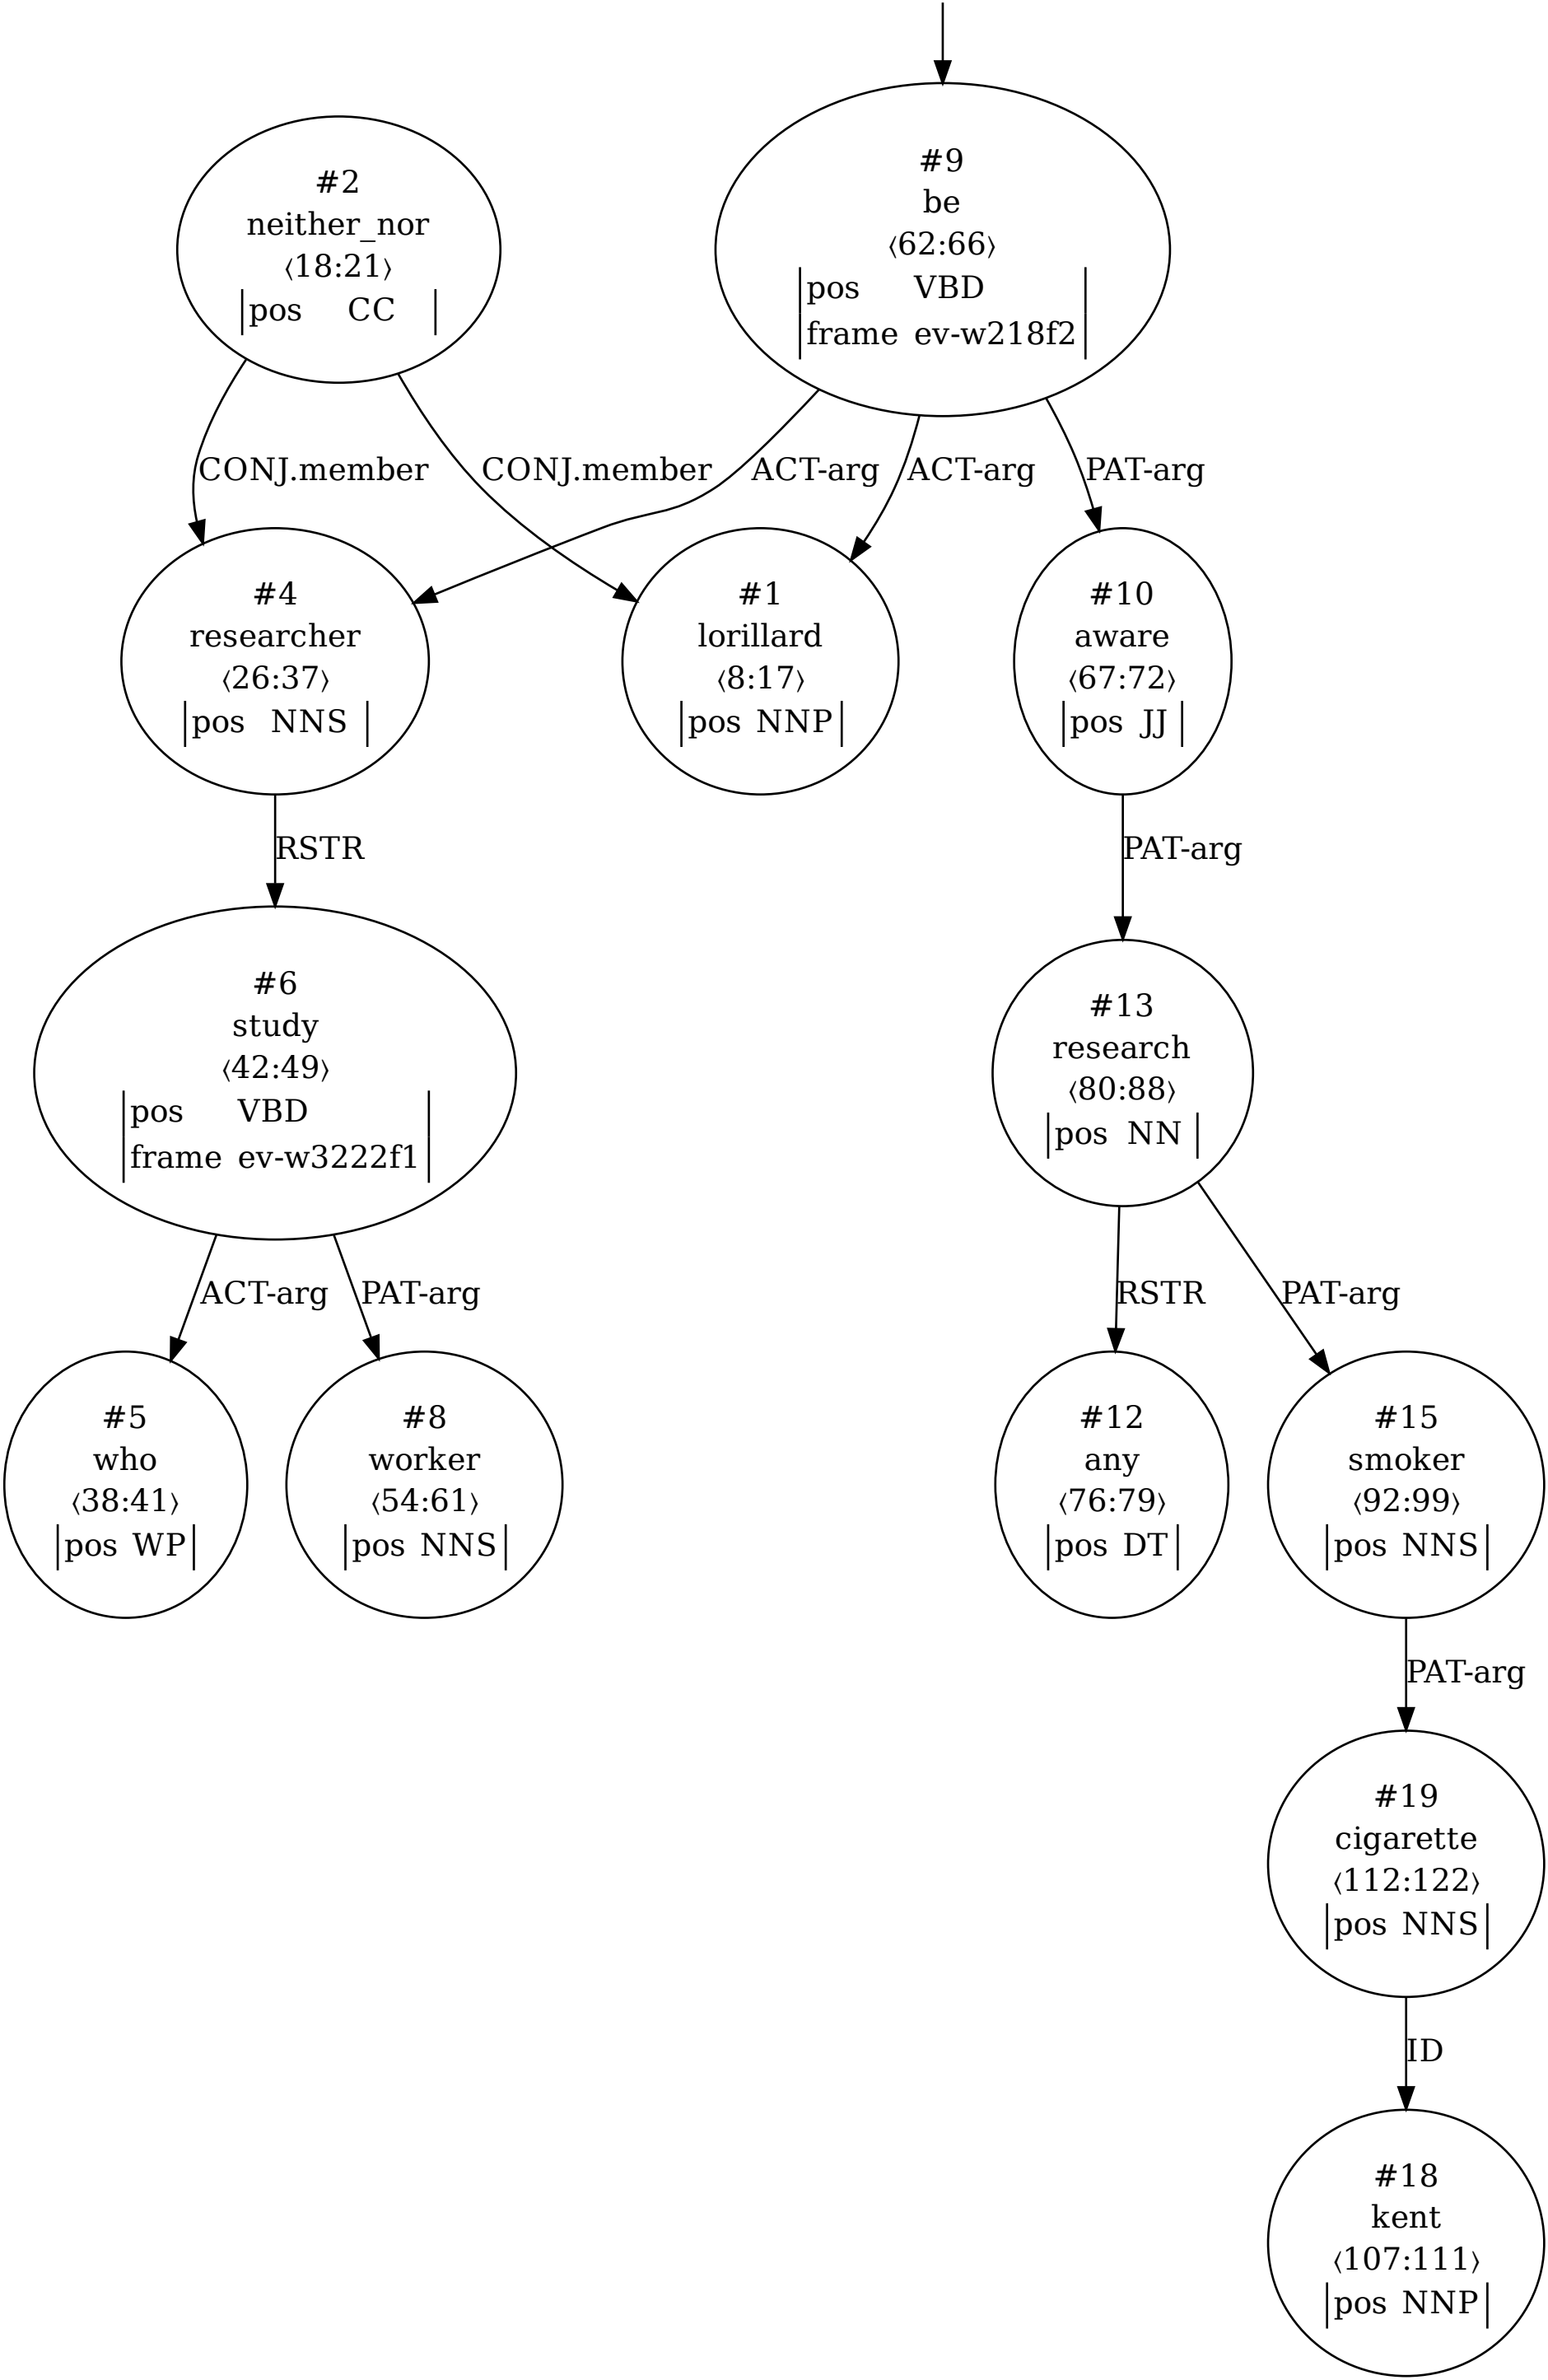 #2
neither_nor
⟨18:21⟩
pos CC
#9
be
⟨62:66⟩
pos VBD
frame ev-w218f2
CONJ.member
CONJ.member
ACT-arg
ACT-arg
PAT-arg
#4
researcher
⟨26:37⟩
pos NNS
#1
lorillard
⟨8:17⟩
pos NNP
#10
aware
⟨67:72⟩
pos JJ
RSTR
PAT-arg
#6
study
⟨42:49⟩
pos VBD
frame ev-w3222f1
#13
research
⟨80:88⟩
pos NN
ACT-arg
PAT-arg
RSTR
PAT-arg
#5
who
⟨38:41⟩
pos WP
#8
worker
⟨54:61⟩
pos NNS
#12
any
⟨76:79⟩
pos DT
#15
smoker
⟨92:99⟩
pos NNS
PAT-arg
#19
cigarette
⟨112:122⟩
pos NNS
ID
#18
kent
⟨107:111⟩
pos NNP